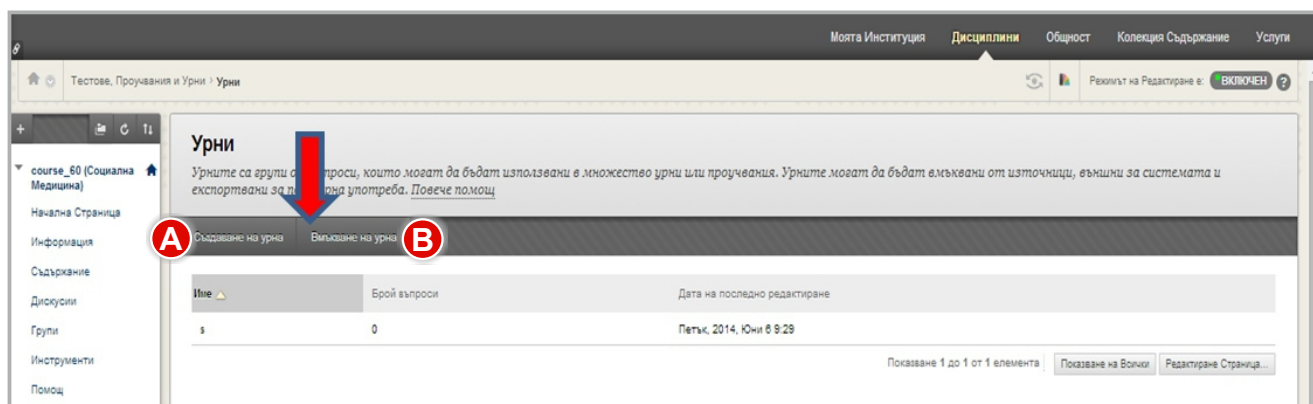 Моята Институция Дисциплини Общност Колекция Съдържание Услуги
Тестове, Проучвания и Урни Урни Режимът на Редактиране е: ВКЛЮЧЕН ?
course_60 (Социална
Медицина)
Начална Страница
Информация
Съдържание
Дискусии
Групи
Инструменти
Помощ
Урни
Урните са групи въпроси, които могат да бъдат използвани в множество урни или проучвания. Урните могат да бъдат вмъквани от източници, външни за системата и
експортвани за употреба. Повече помощ
A Създаване на урна Вмъкване на урна B
Име Брой въпроси Дата на последно редактиране
s 0 Петък, 2014, Юни 6 9:29
Показване 1 до 1 от 1 елемента Показване на Всички Редактиране Страница...